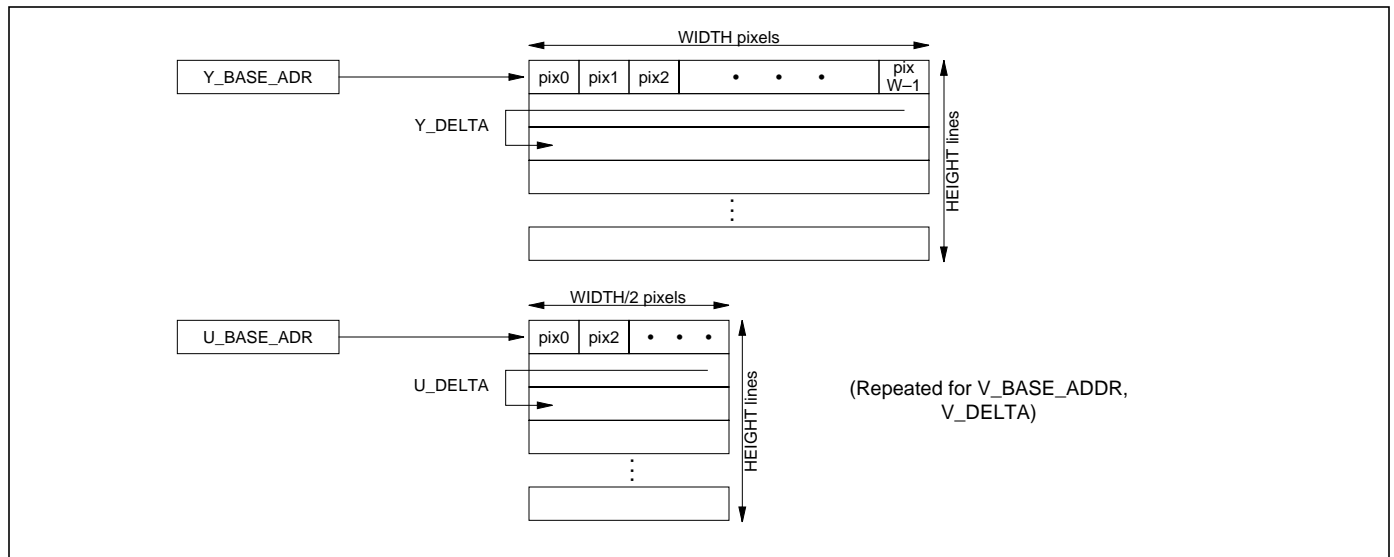 WIDTH pixels
Y_BASE_ADR
pix0 pix1 pix2 • • • pix
W–1
Y_DELTA
HEIGHT lines
WIDTH/2 pixels
U_BASE_ADR
pix0 pix2 • • •
U_DELTA
HEIGHT lines
(Repeated for V_BASE_ADDR,
V_DELTA)